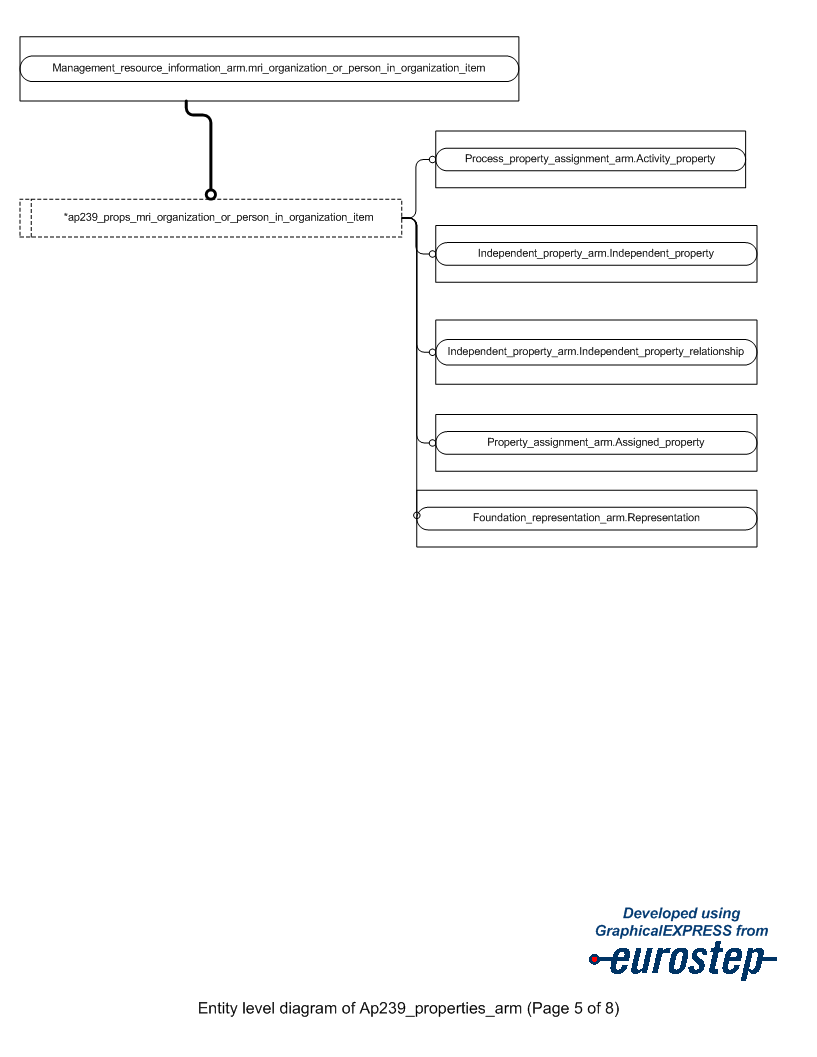 Management_resource_information_arm.mri_organization_or_person_in_organization_item
Process_property_assignment_arm.Activity_property
*ap239_props_mri_organization_or_person_in_organization_item
Independent_property_arm.Independent_property
Independent_property_arm.Independent_property_relationship
Property_assignment_arm.Assigned_property
Foundation_representation_arm.Representation
Developed using
GraphicalEXPRESS from
eurostep
Entity level diagram of Ap239_properties_arm (Page 5 of 8)